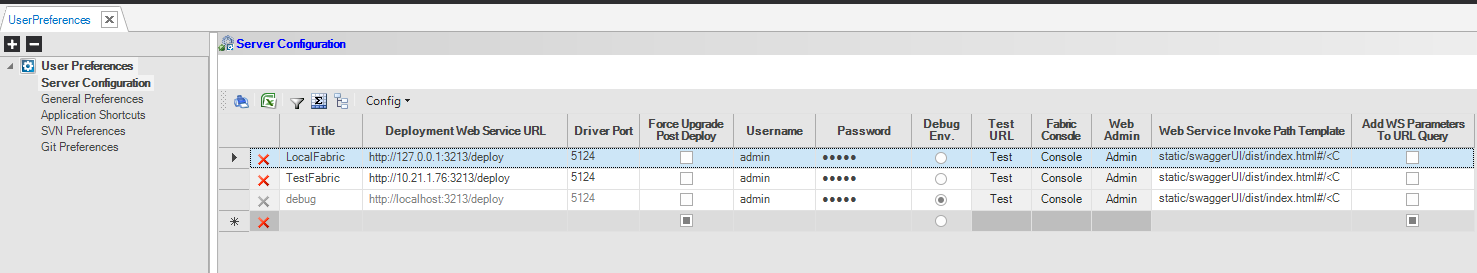 UserPreferences
User Preferences
Server Configuration
General Preferences
Application Shortcuts
SVN Preferences
Git Preferences
Server Configuration
Config
Title Deployment Web Service URL Driver Port Force Upgrade Post Deploy Username Password Debug Env. Test URL Fabric Console Web Admin Web Service Invoke Path Template Add WS Parameters To URL Query
LocalFabric http://127.0.0.1:3213/deploy 5124 admin ●●●●● Test Console Admin static/swaggerUI/dist/index.html#/<C
TestFabric http://10.21.1.76:3213/deploy 5124 admin ●●●●● Test Console Admin static/swaggerUI/dist/index.html#/<C
debug http://localhost:3213/deploy 5124 admin ●●●●● Test Console Admin static/swaggerUI/dist/index.html#/<C